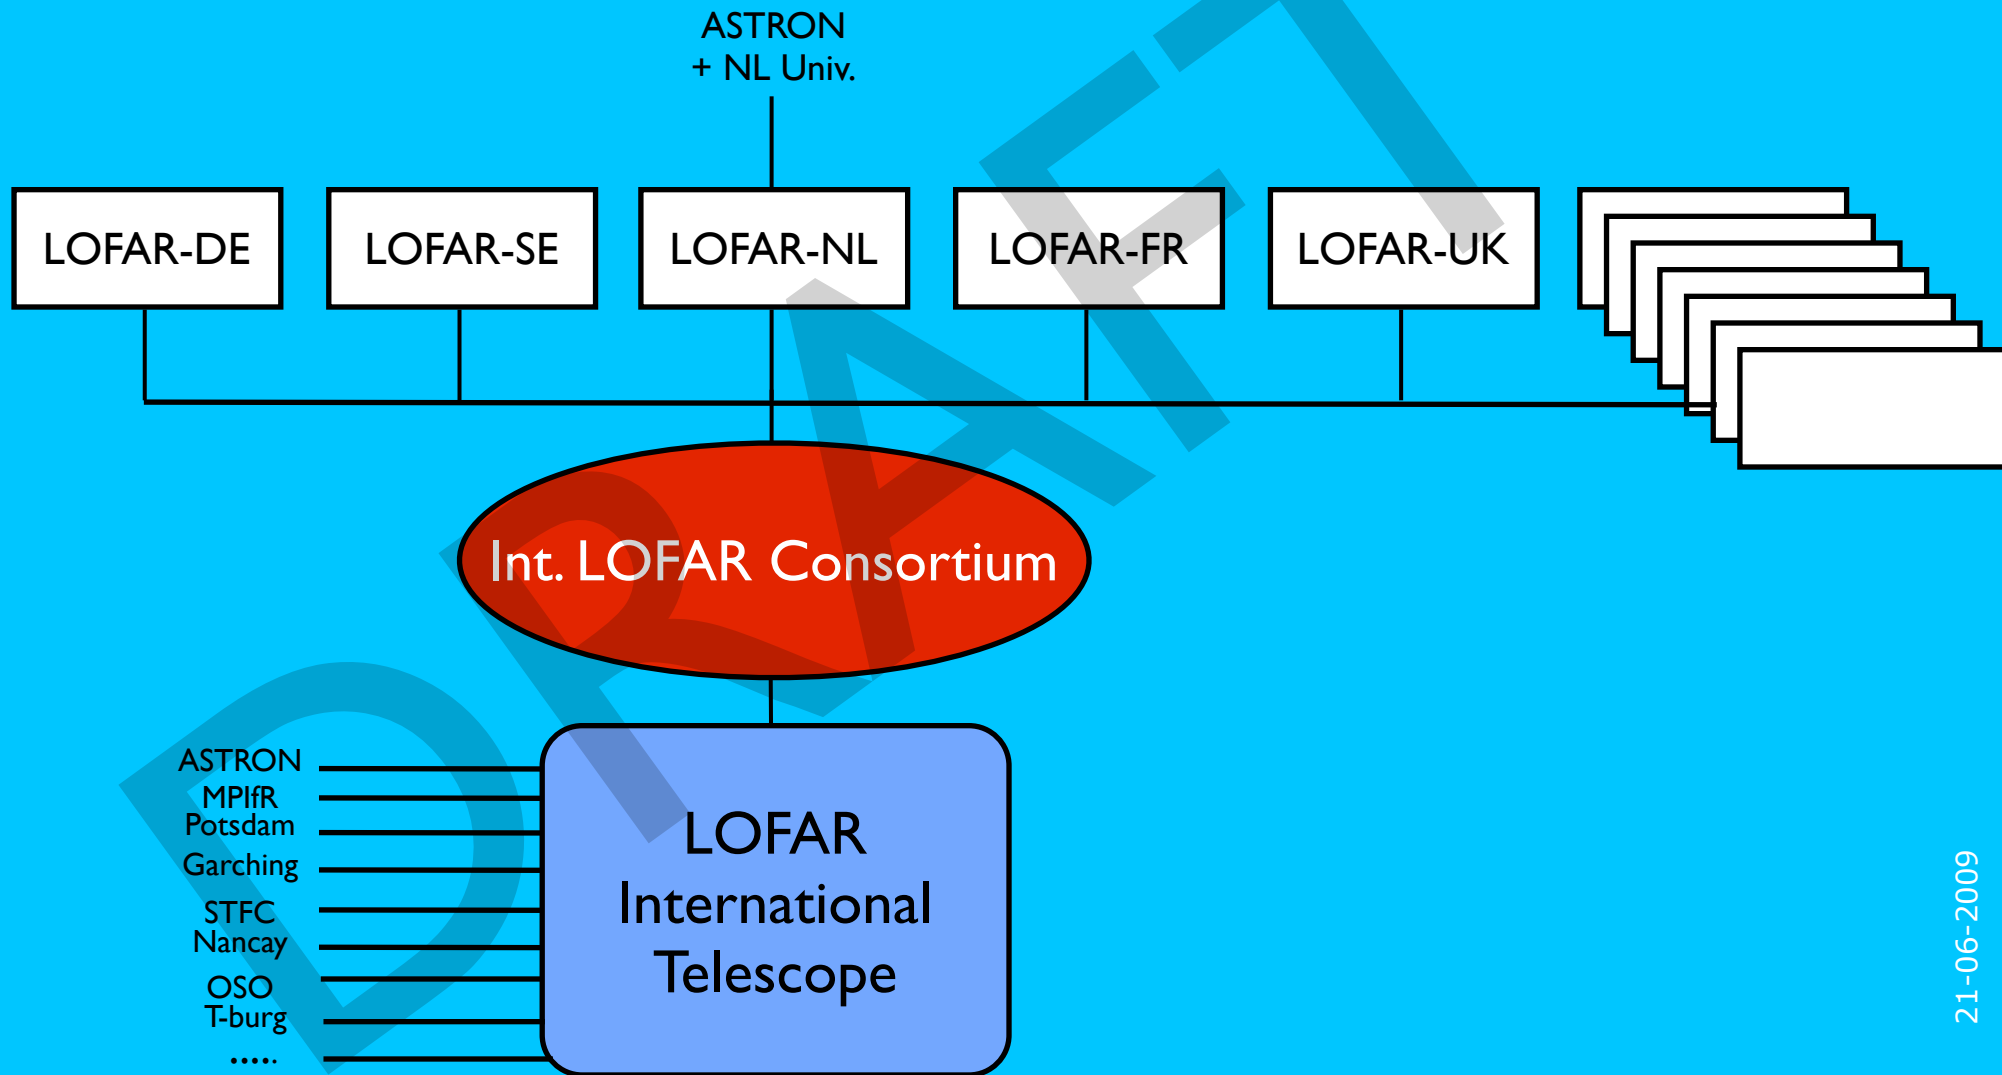 ASTRON
+ NL Univ.
LOFAR-DE
LOFAR-SE
LOFAR-NL
LOFAR-FR
LOFAR-UK
Int. LOFAR Consortium
ASTRON
MPIfR
Potsdam
Garching
STFC
Nancay
OSO
T-burg
.....
LOFAR
International
Telescope
DRAFT
21-06-2009